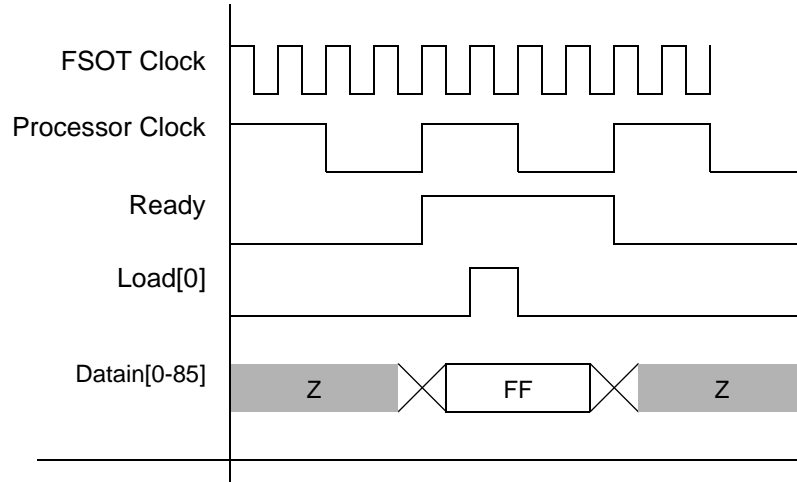 FSOT Clock
Processor Clock
Ready
Load[0]
Datain[0-85]
Z
FF
Z